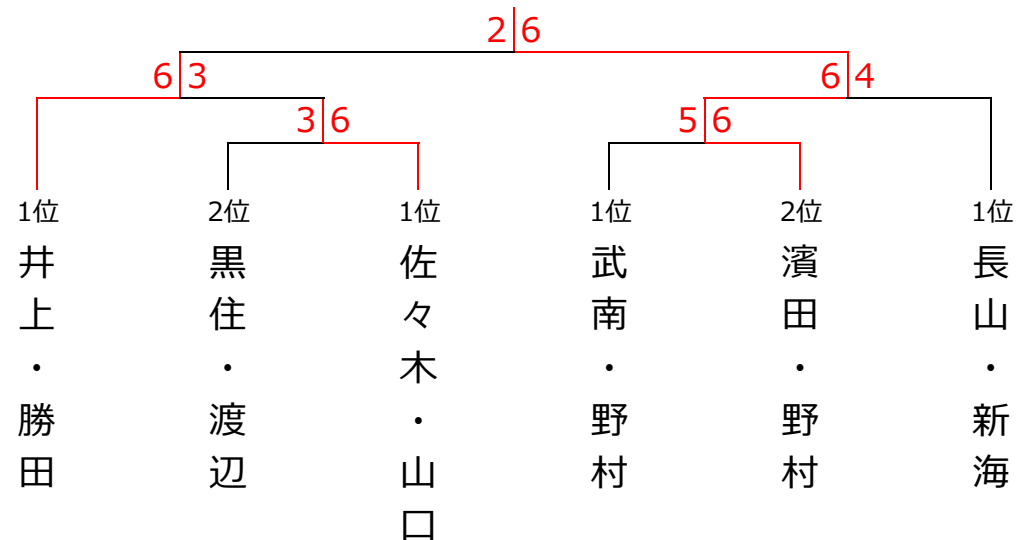 2 6
6 3
6 4
3 6
5 6
1位
2位
1位
1位
2位
1位
井上・勝田
黒住・渡辺
佐々木・山口
武南・野村
濱田・野村
長山・新海